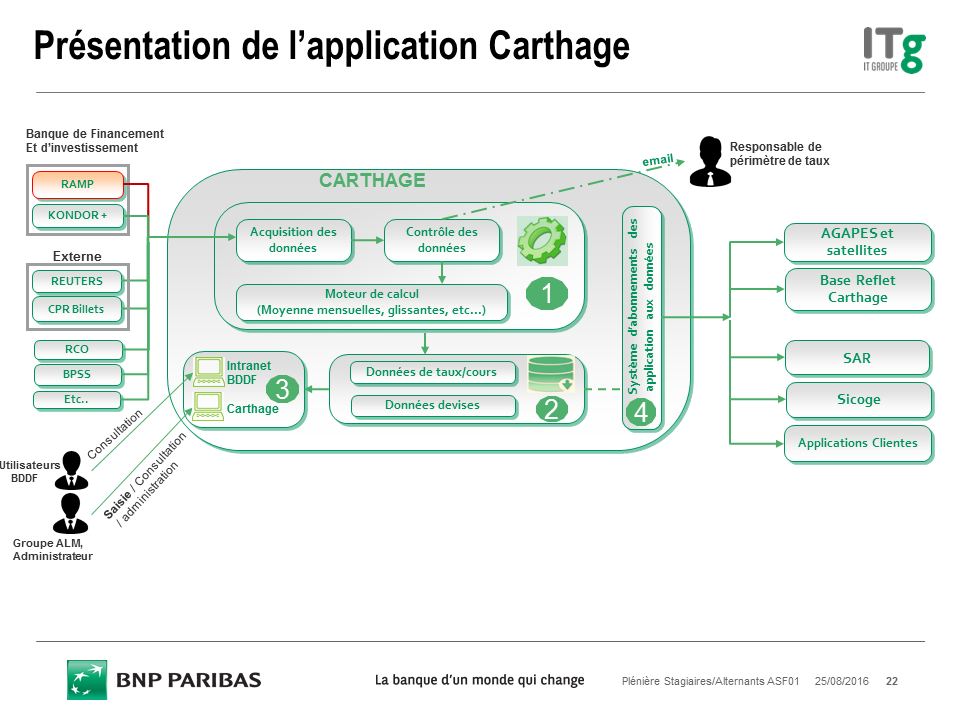 Présentation de l’application Carthage
ITg
IT GROUPE
Banque de Financement
Et d’investissement
RAMP
KONDOR +
Externe
REUTERS
CPR Billets
RCO
BPSS
Etc..
CARTHAGE
Acquisition des
données
Contrôle des
données
Moteur de calcul
(Moyenne mensuelles, glissantes, etc…)
1
email
Responsable de
périmètre de taux
Données de taux/cours
Données devises
2
Intranet
BDDF
Carthage
3
Système d’abonnements des
application aux données
4
AGAPES et
satellites
Base Reflet
Carthage
SAR
Sicoge
Applications Clientes
Consultation
Saisie / Consultation
/ administration
Utilisateurs
BDDF
Groupe ALM,
Administrateur
BNP PARIBAS
La banque d’un monde qui change
Plénière Stagiaires/Alternants ASF01 25/08/2016 22